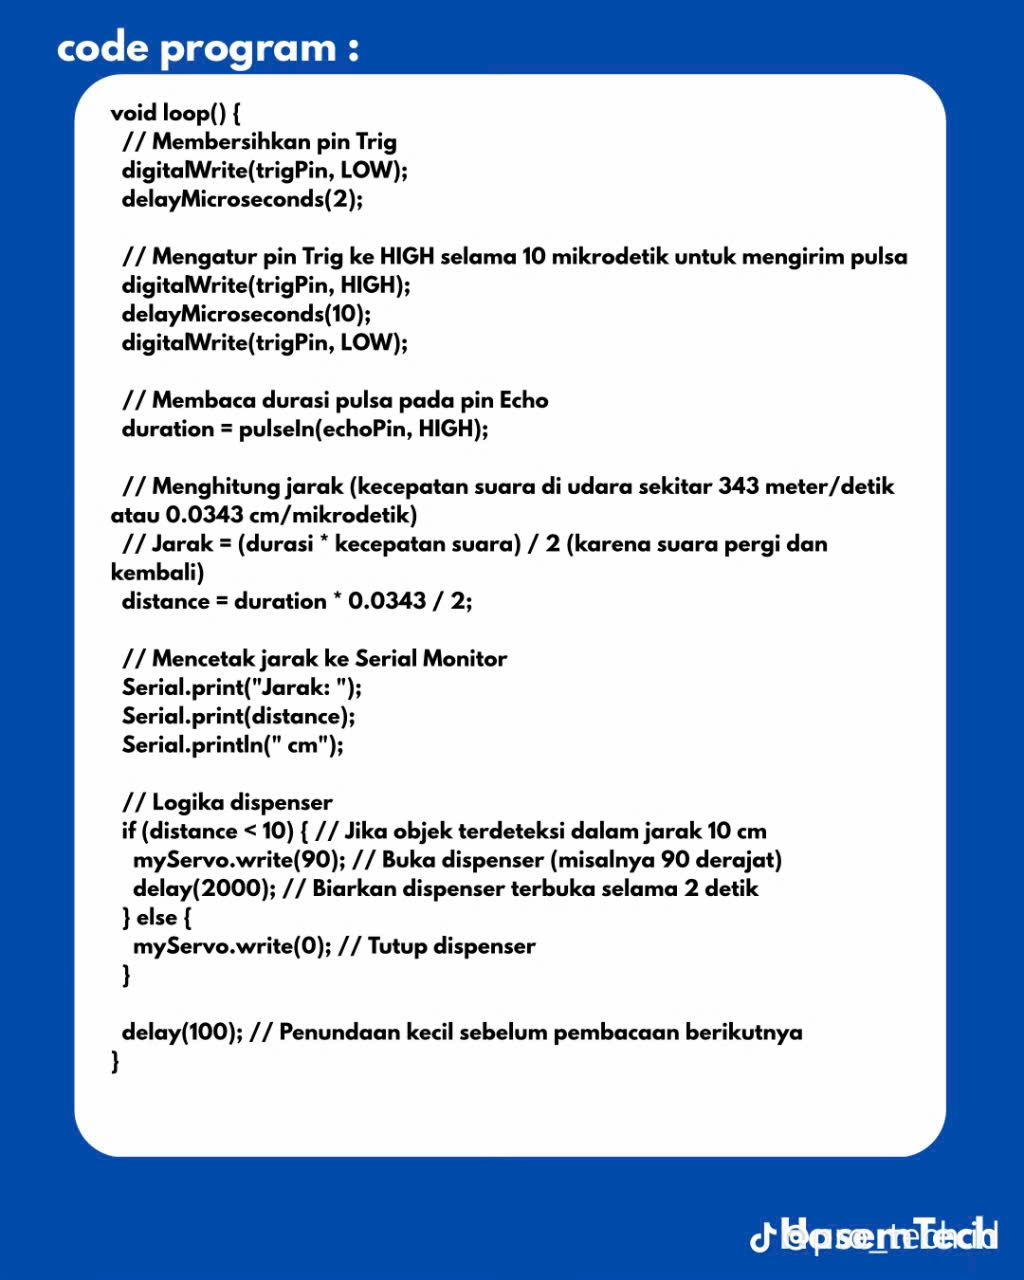 code program :
void loop() {
// Membersihkan pin Trig
digitalWrite(trigPin, LOW);
delayMicroseconds(2);
// Mengatur pin Trig ke HIGH selama 10 mikrodetik untuk mengirim pulsa
digitalWrite(trigPin, HIGH);
delayMicroseconds(10);
digitalWrite(trigPin, LOW);
// Membaca durasi pulsa pada pin Echo
duration = pulseIn(echoPin, HIGH);
// Menghitung jarak (kecepatan suara di udara sekitar 343 meter/detik
atau 0.0343 cm/mikrodetik)
// Jarak = (durasi * kecepatan suara) / 2 (karena suara pergi dan
kembali)
distance = duration * 0.0343 / 2;
// Mencetak jarak ke Serial Monitor
Serial.print("Jarak: ");
Serial.print(distance);
Serial.println(" cm");
// Logika dispenser
if (distance < 10) { // Jika objek terdeteksi dalam jarak 10 cm
myServo.write(90); // Buka dispenser (misalnya 90 derajat)
delay(2000); // Biarkan dispenser terbuka selama 2 detik
} else {
myServo.write(0); // Tutup dispenser
}
delay(100); // Penundaan kecil sebelum pembacaan berikutnya
}
HasemTech